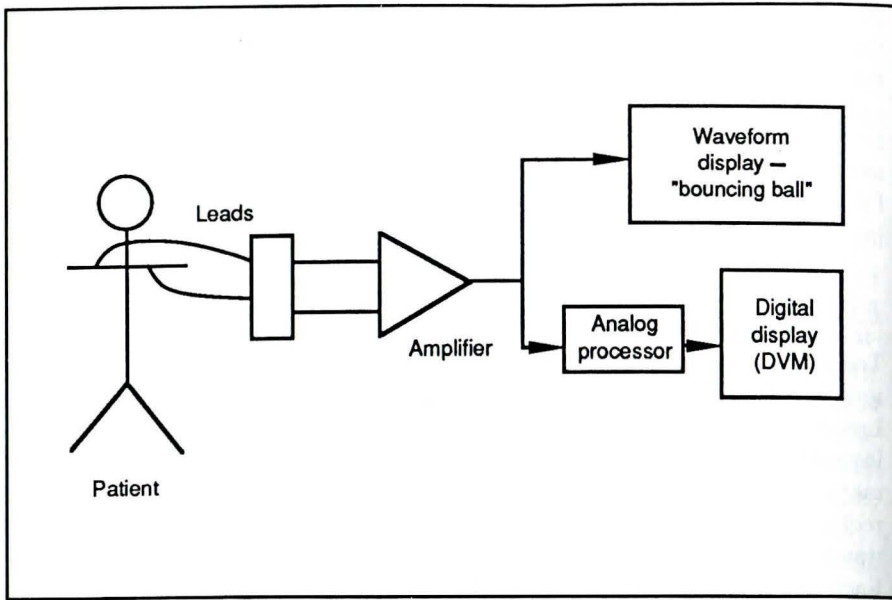 Waveform
display —
"bouncing ball"
Leads
Amplifier
Analog
processor
Digital
display
(DVM)
Patient